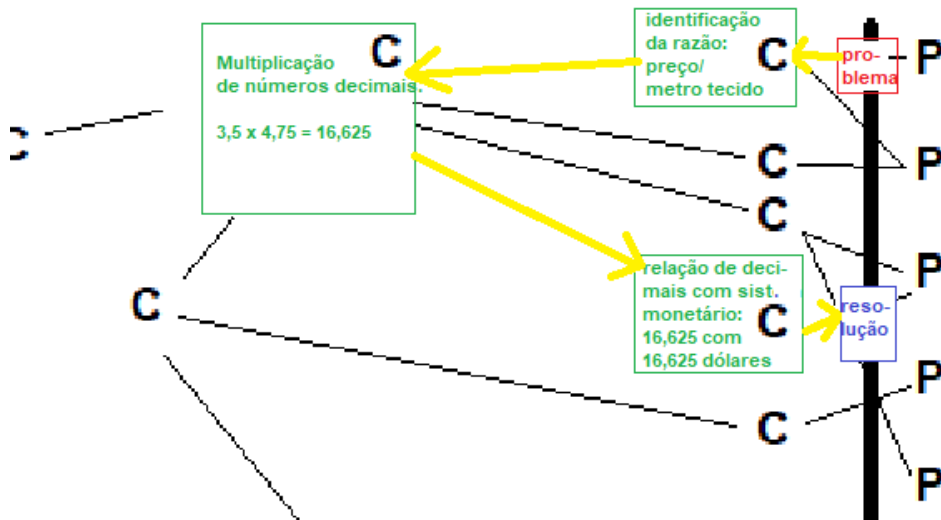 identificação
da razão:
preço/
metro tecido
C
C
Multiplicação
de números decimais.
3,5 x 4,75 = 16,625
pro-
blema
P
C
C
P
C
relação de deci-
mais com sist.
monetário:
16,625 com
16,625 dólares
C
C
reso-
lução
P
C
P
P